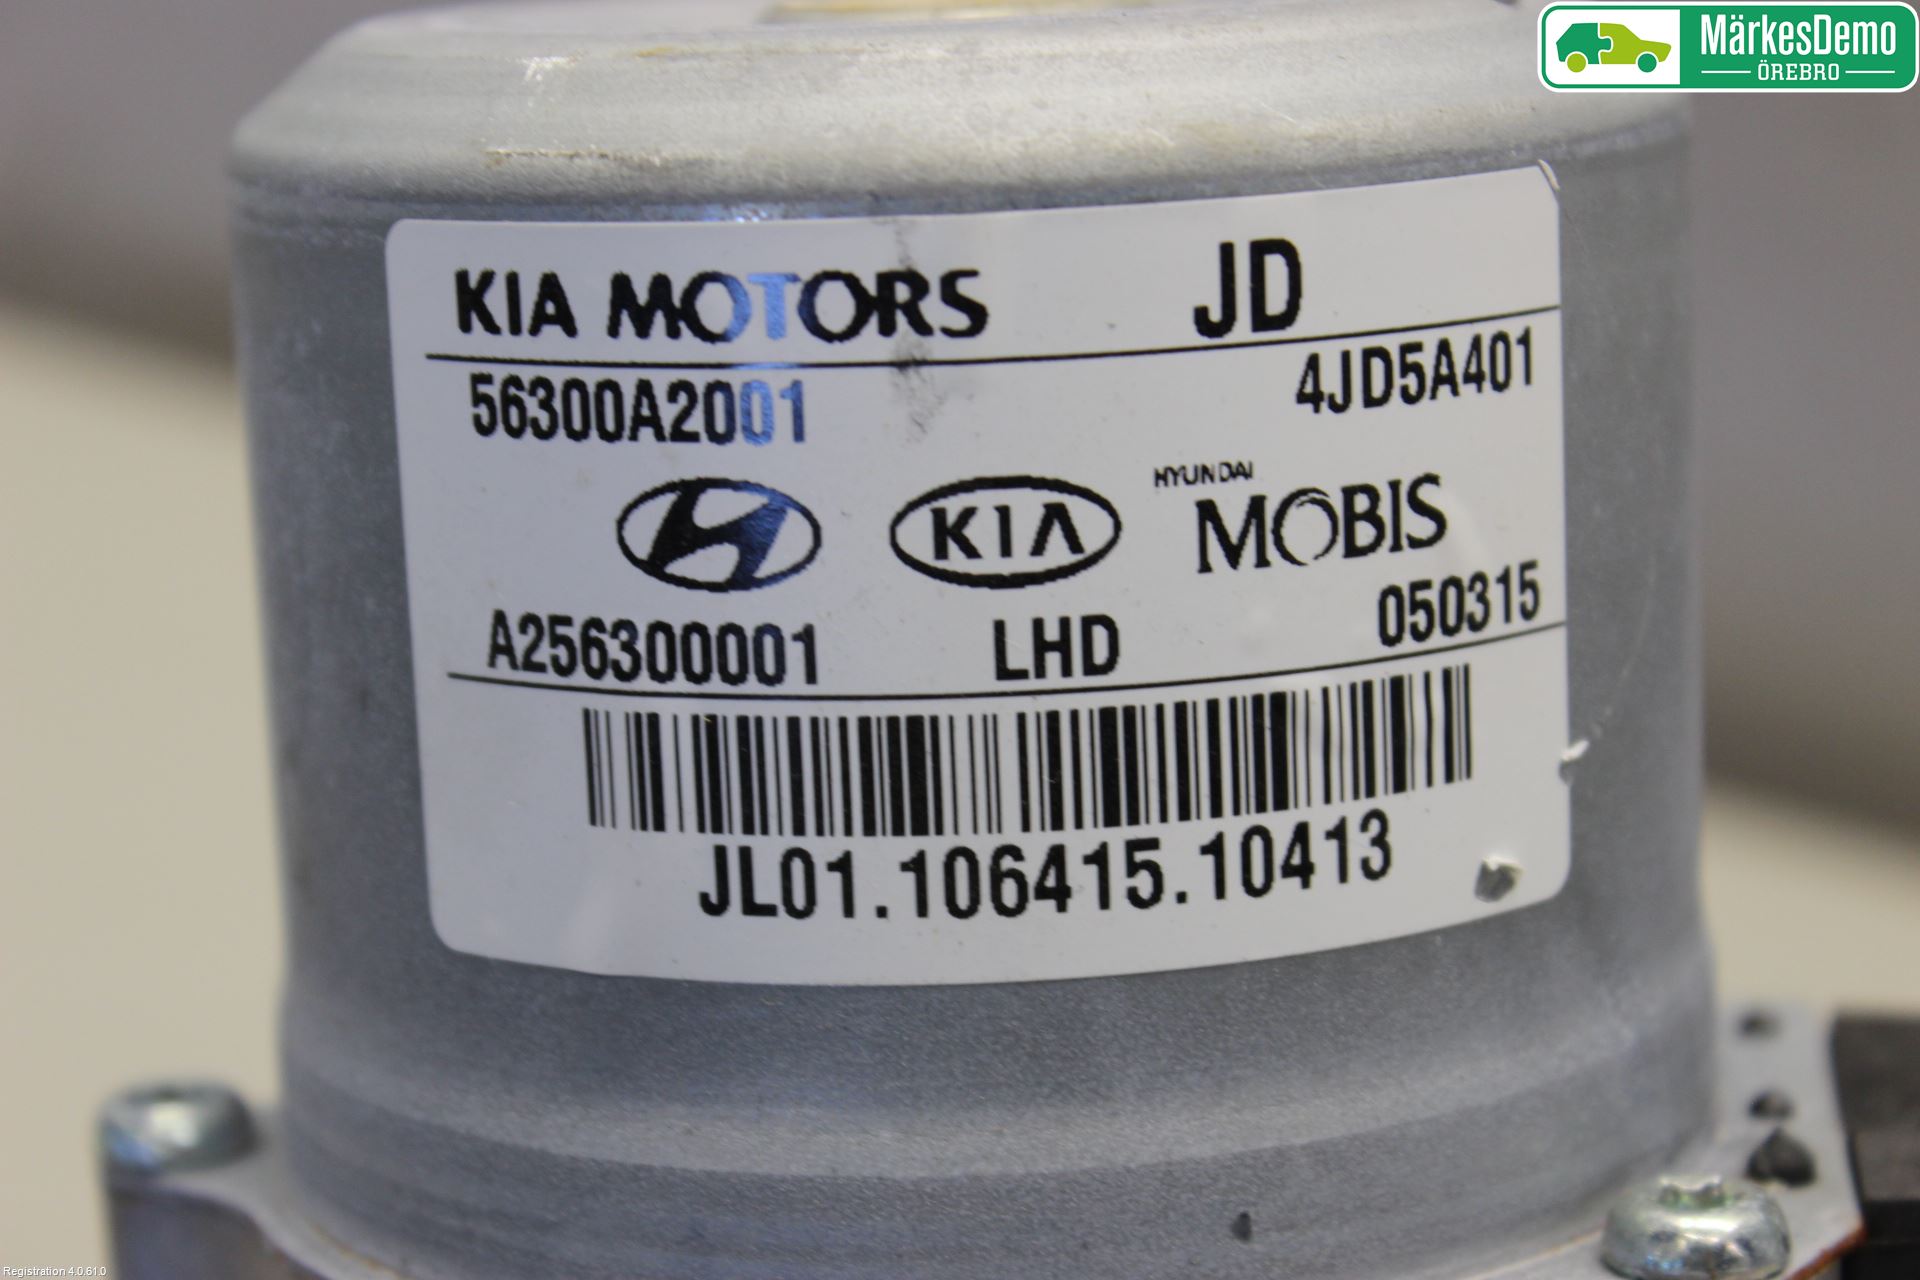 MärkesDemo
ÖREBRO
KIA MOTORS JD
56300A2001 4JD5A401
KIA HYUNDAI MOBIS
A256300001 LHD 050315
JL01.106415.10413
Registration 4.0.61.0